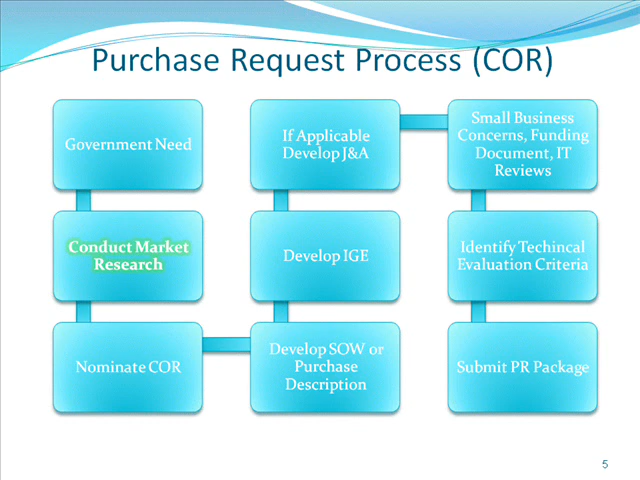 Purchase Request Process (COR)
Government Need
Conduct Market
Research
Nominate COR
Develop SOW or
Purchase
Description
Develop IGE
If Applicable
Develop J&A
Small Business
Concerns, Funding
Document, IT
Reviews
Identify Techincal
Evaluation Criteria
Submit PR Package
5